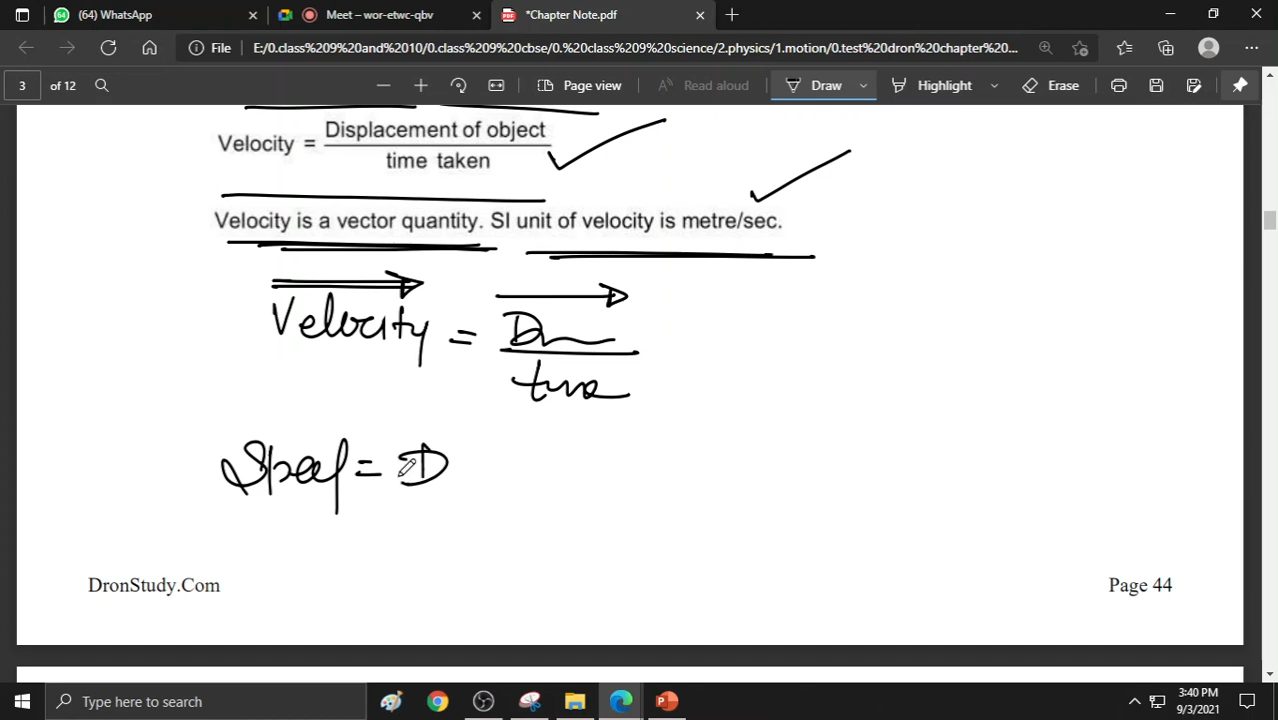 (64) WhatsApp Meet – wor-etwc-qbv *Chapter Note.pdf
File E:/0.class%209%20and%2010/0.class%209%20cbse/0.%20class%209%20science/2.physics/1.motion/0.test%20dron%20chapter%20...
3 of 12 Page view Read aloud Draw Highlight Erase
Displacement of object
Velocity =
time taken
Velocity is a vector quantity. SI unit of velocity is metre/sec.
Velocity =
= D
DronStudy.Com Page 44
Type here to search
3:40 PM
9/3/2021